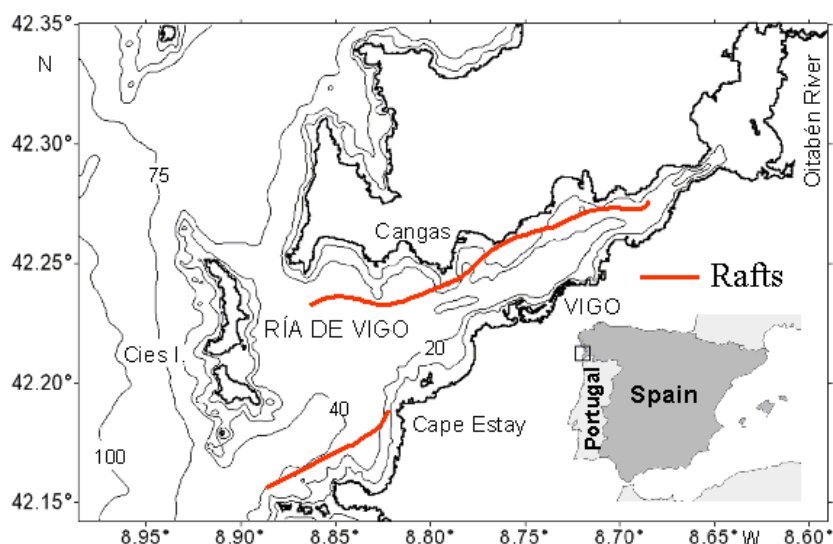 42.35°
N
Oitabén River
42.30°
75
Cangas
42.25°
Rafts
RÍA DE VIGO
VIGO
Cies I.
20
42.20°
40
Cape Estay
Portugal
Spain
100
42.15°
8.95° 8.90° 8.85° 8.80° 8.75° 8.70° 8.65° W 8.60°